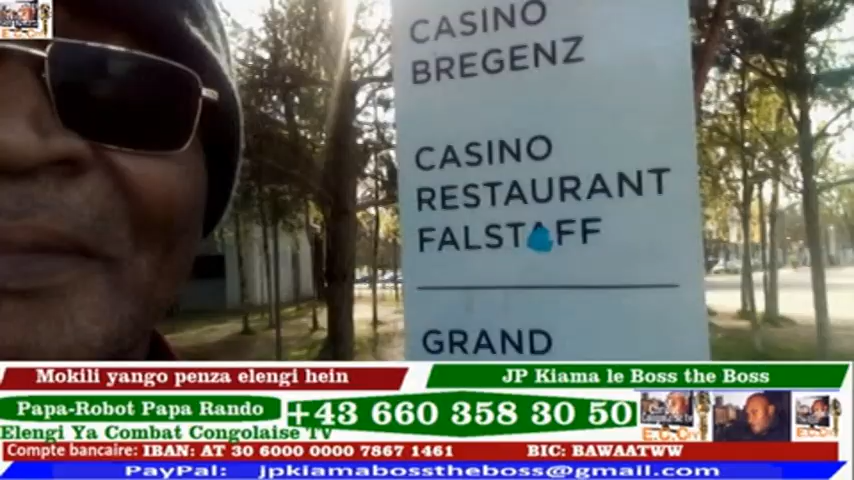 CASINO
BREGENZ
CASINO
RESTAURANT
FALSTAFF
GRAND
Mokili yango penza elengi hein
JP Kiama le Boss the Boss
Papa-Robot Papa Rando
+43 660 358 30 50
Elengi Ya Combat Congolaise TV
E.C.C
Compte bancaire: IBAN: AT 30 6000 0000 7867 1461
BIC: BAWAATWW
PayPal: jpkiamabosstheboss@gmail.com